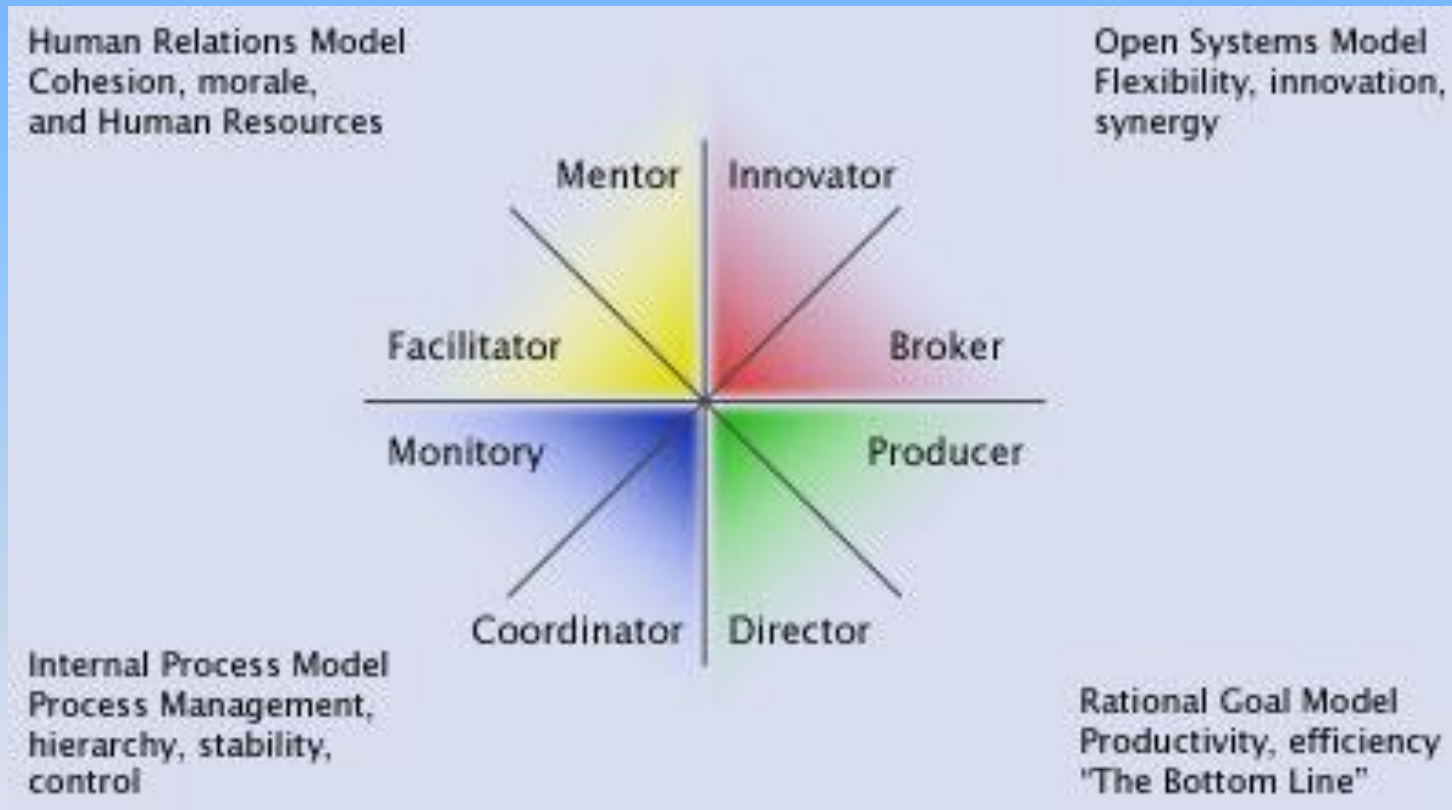 Human Relations Model
Cohesion, morale,
and Human Resources
Open Systems Model
Flexibility, innovation,
synergy
Mentor
Innovator
Facilitator
Broker
Monitory
Producer
Coordinator
Director
Internal Process Model
Process Management,
hierarchy, stability,
control
Rational Goal Model
Productivity, efficiency
"The Bottom Line"